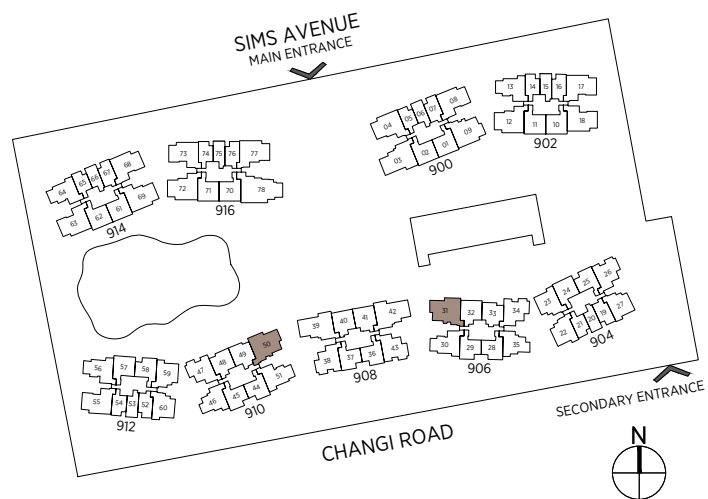 SIMS AVENUE
MAIN ENTRANCE
04 05 06 07 08
03 02 01 09
900
13 14 15 16 17
12 11 10 18
902
64 65 66 67 68
63 62 61 69
914
73 74 75 76 77
72 71 70 78
916
23 24 25 26
22 21 20 19 27
904
31 32 33 34
30 29 28 35
906
39 40 41 42
38 37 36 43
908
47 48 49 50
46 45 44 51
910
56 57 58 59
55 54 53 52 60
912
SECONDARY ENTRANCE
CHANGI ROAD
N